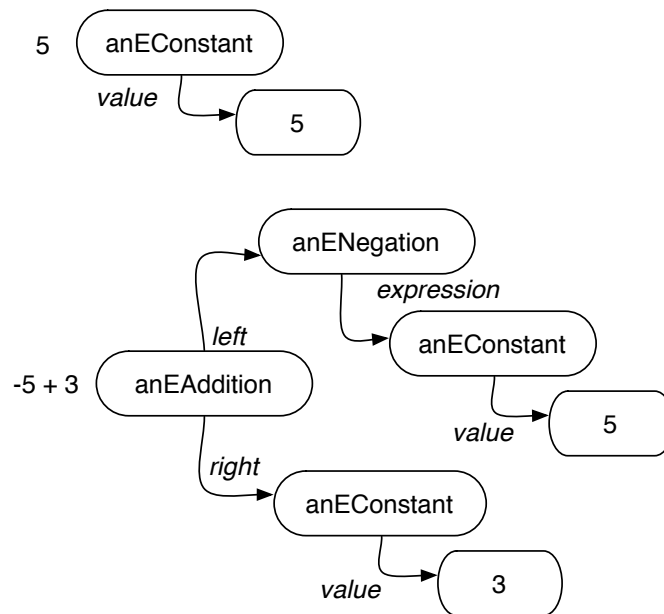 5
anEConstant
value
5
anENegation
expression
left
anEConstant
-5 + 3
anEAddition
value
5
right
anEConstant
value
3